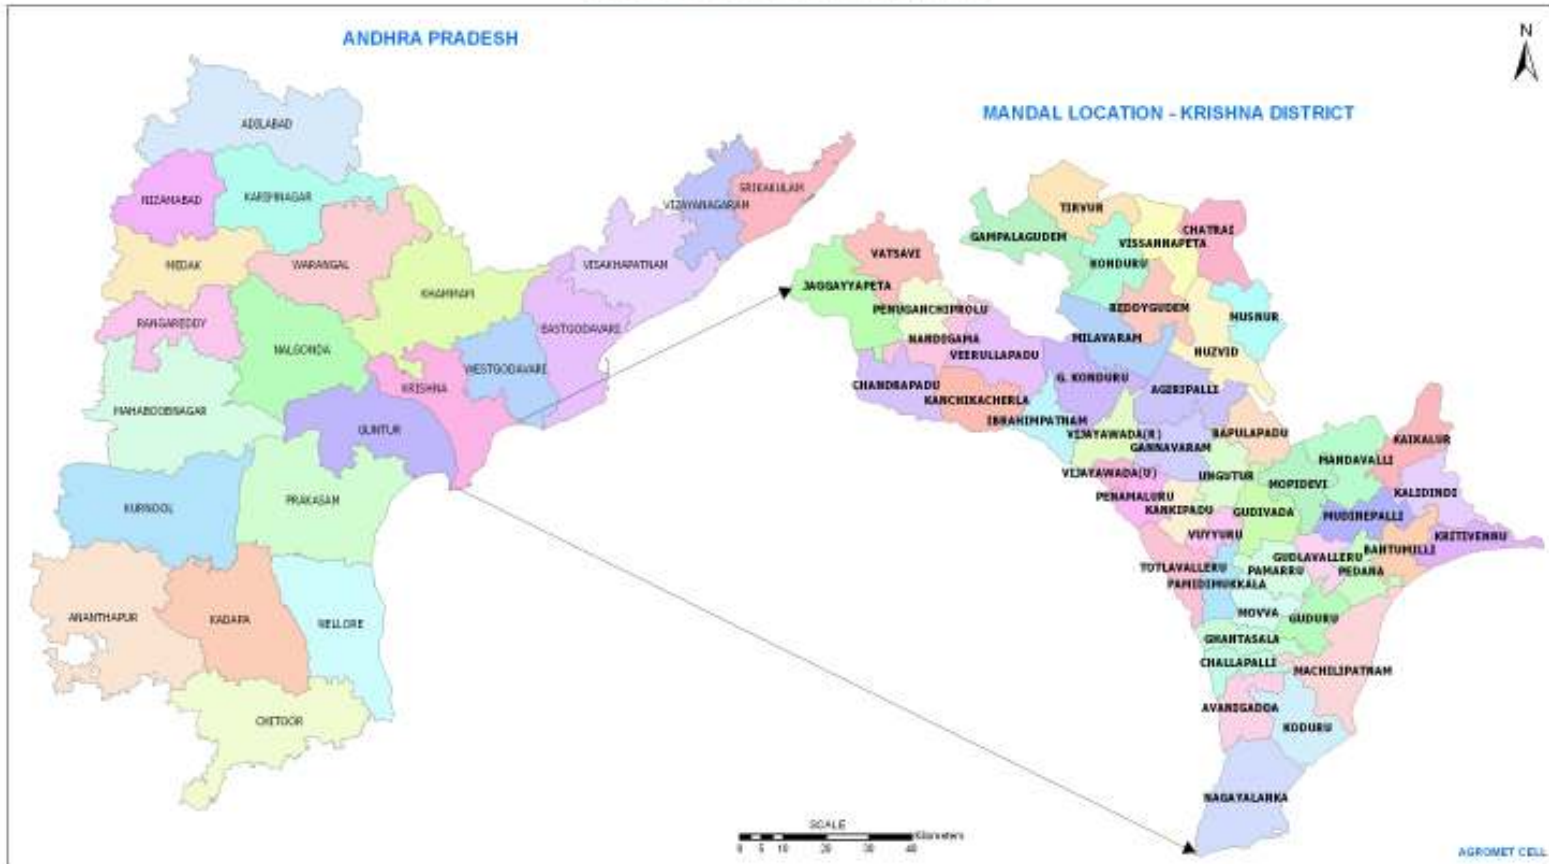 ANDHRA PRADESH
N
MANDAL LOCATION - KRISHNA DISTRICT
ADILABAD
NIZAMABAD
KARIMNAGAR
SRIKAKULAM
VIJAYANAGARAM
MEDAK
WARANGAL
VISAKHAPATNAM
KHAMMAM
RANGAREDDY
NALGONDA
EASTGODAVARI
WESTGODAVARI
KRISHNA
MAHABOOBNAGAR
GUNTUR
KURNOOL
PRAKASAM
ANANTHAPUR
KADAPA
NELLORE
CHITOOR
TIRVUR
GAMPALAGUDEM
VISSANNAPETA
CHATRAI
VATSAVI
KONDURU
JAGGAYYAPETA
PENUGANCHIPROLU
REDDYGUDEM
MUSNUR
NANDIGAMA
MILAVARAM
VEERULLAPADU
NUZVID
CHANDRAPADU
G. KONDURU
AGIRIPALLI
KANCHIKACHERLA
IBRAHIMPATNAM
VIJAYAWADA(R)
BAPULAPADU
GANNAVARAM
KAIKALUR
MANDAVALLI
VIJAYAWADA(U)
UNGUTUR
MOPIDEVI
KALIDINDI
PENAMALURU
KANKIPADU
GUDIVADA
MUDINEPALLI
VUYYURU
KRITIVENNU
BANTUMILLI
GUDLAVALLERU
TOTLAVALLERU
PAMARRU
PEDANA
PAMIDIMUKKALA
MOVVA
GUDURU
GHANTASALA
CHALLAPALLI
MACHILIPATNAM
AVANIGADDA
KODURU
NAGAYALANKA
SCALE
Kilometers
0 5 10 20 30 40
AGROMET CELL